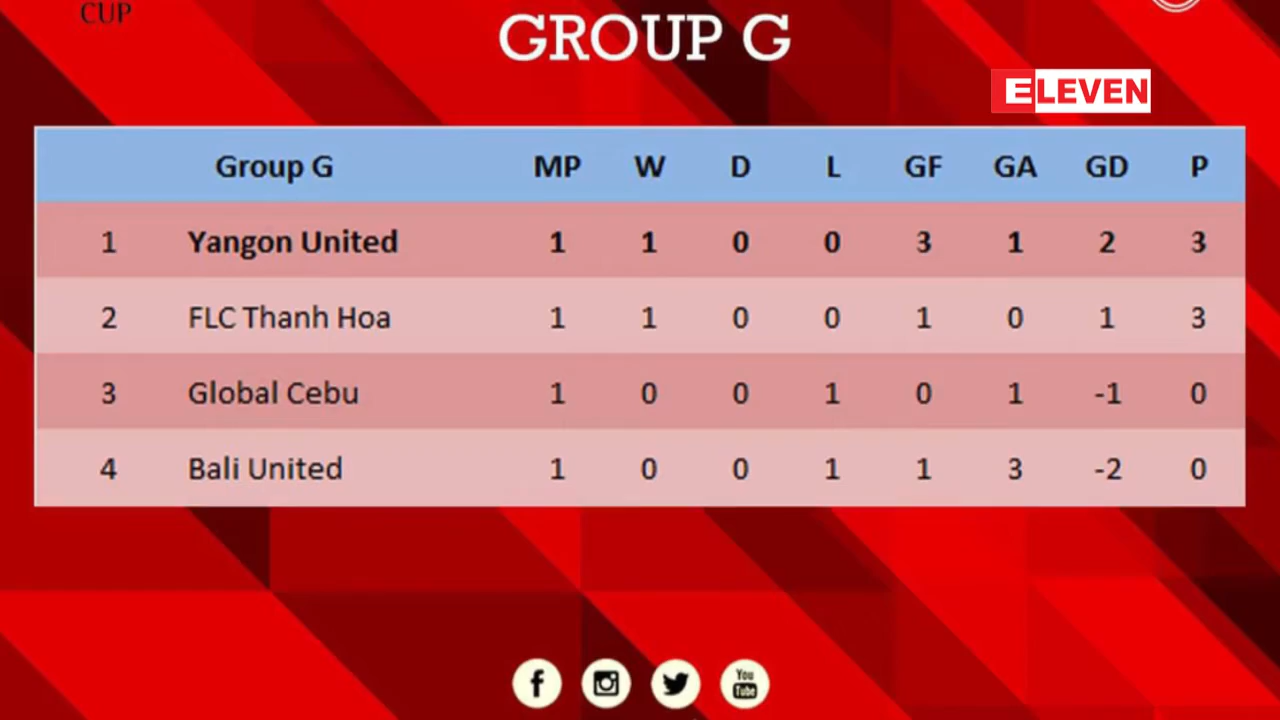 CUP
GROUP G
ELEVEN
Group G MP W D L GF GA GD P
1 Yangon United 1 1 0 0 3 1 2 3
2 FLC Thanh Hoa 1 1 0 0 1 0 1 3
3 Global Cebu 1 0 0 1 0 1 -1 0
4 Bali United 1 0 0 1 1 3 -2 0
You
Tube